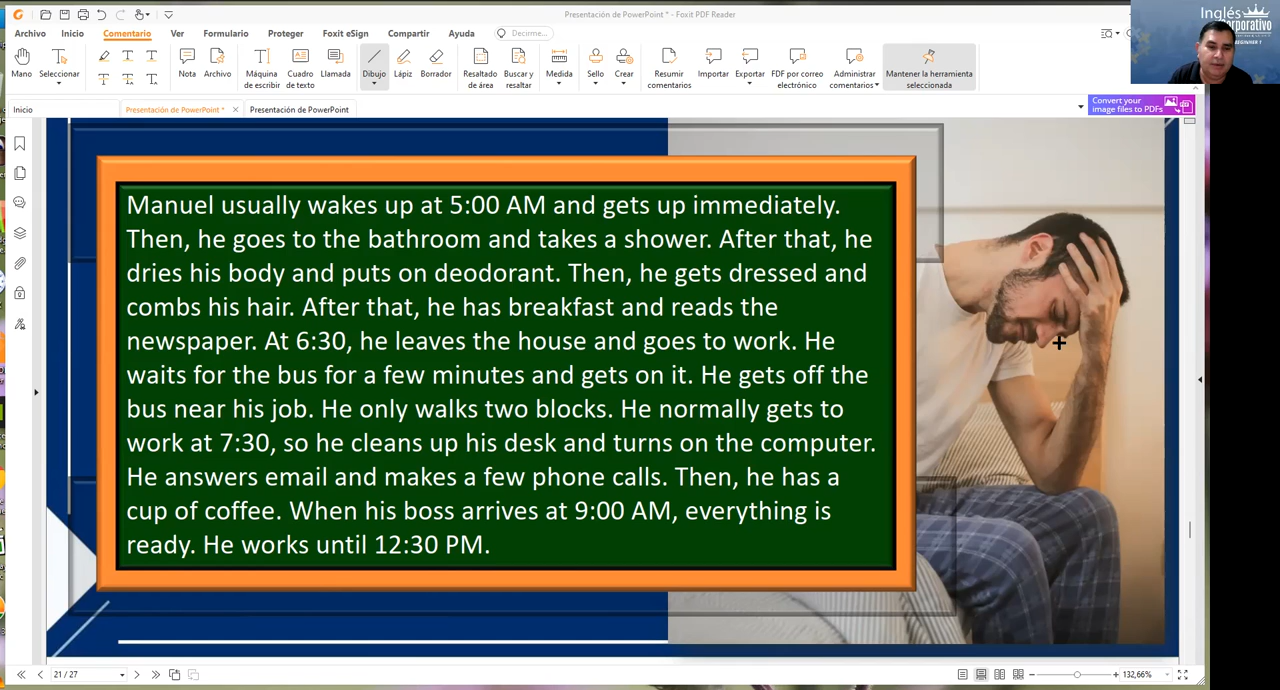 Presentación de PowerPoint * - Foxit PDF Reader
Archivo Inicio Comentario Ver Formulario Proteger Foxit eSign Compartir Ayuda Decirme...
Mano Seleccionar Nota Archivo Máquina de escribir Cuadro de texto Llamada Dibujo Lápiz Borrador Resaltado de área Buscar y resaltar Medida Sello Crear Resumir comentarios Importar Exportar FDF por correo electrónico Administrar comentarios Mantener la herramienta seleccionada
Inglés
Corporativo
BEGINNER 1
Inicio Presentación de PowerPoint * Presentación de PowerPoint
Convert your
image files to PDFs
Manuel usually wakes up at 5:00 AM and gets up immediately.
Then, he goes to the bathroom and takes a shower. After that, he
dries his body and puts on deodorant. Then, he gets dressed and
combs his hair. After that, he has breakfast and reads the
newspaper. At 6:30, he leaves the house and goes to work. He
waits for the bus for a few minutes and gets on it. He gets off the
bus near his job. He only walks two blocks. He normally gets to
work at 7:30, so he cleans up his desk and turns on the computer.
He answers email and makes a few phone calls. Then, he has a
cup of coffee. When his boss arrives at 9:00 AM, everything is
ready. He works until 12:30 PM.
21 / 27
132,66%